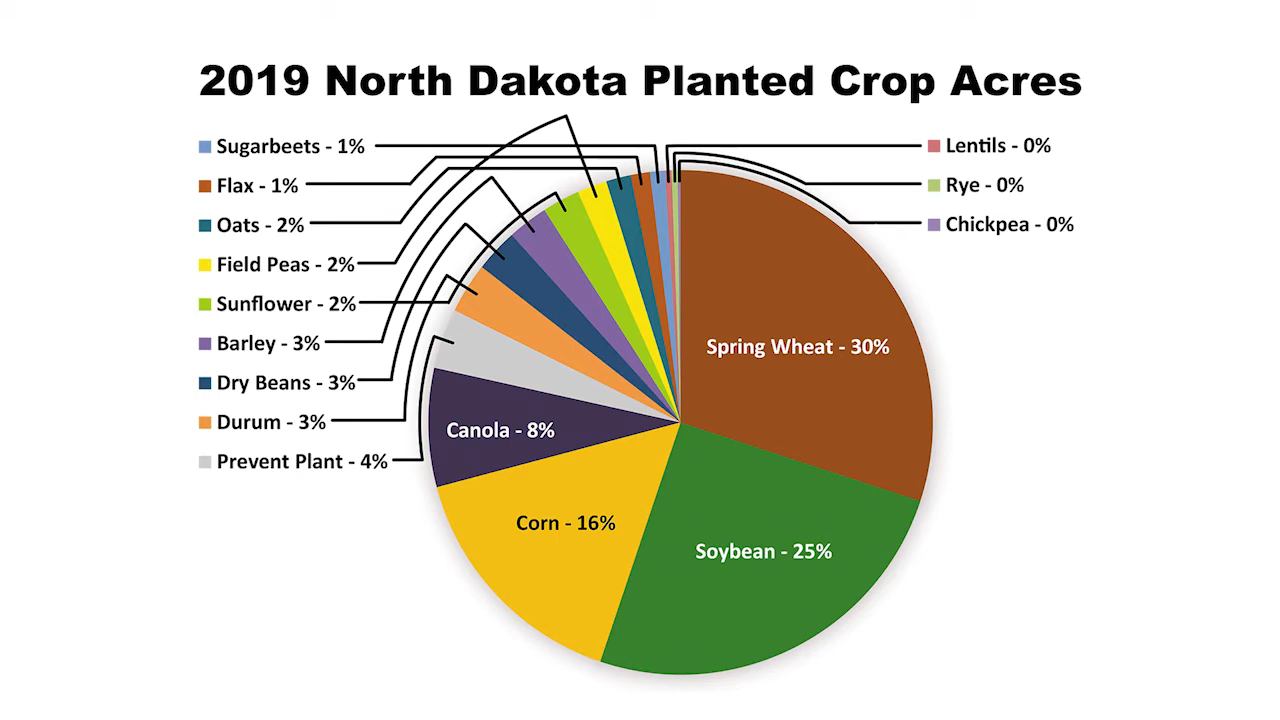 2019 North Dakota Planted Crop Acres
Sugarbeets - 1%
Flax - 1%
Oats - 2%
Field Peas - 2%
Sunflower - 2%
Barley - 3%
Dry Beans - 3%
Durum - 3%
Prevent Plant - 4%
Lentils - 0%
Rye - 0%
Chickpea - 0%
Spring Wheat - 30%
Canola - 8%
Corn - 16%
Soybean - 25%